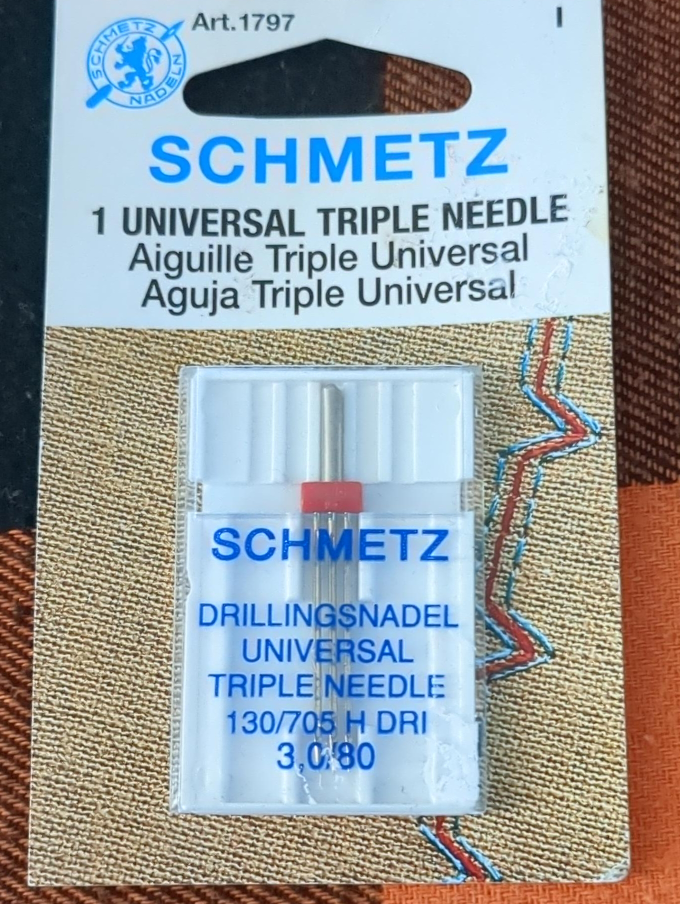 SCHMETZ
NADELN
Art.1797
I
SCHMETZ
1 UNIVERSAL TRIPLE NEEDLE
Aiguille Triple Universal
Aguja Triple Universal
SCHMETZ
DRILLINGSNADEL
UNIVERSAL
TRIPLE NEEDLE
130/705 H DRI
3,0/80